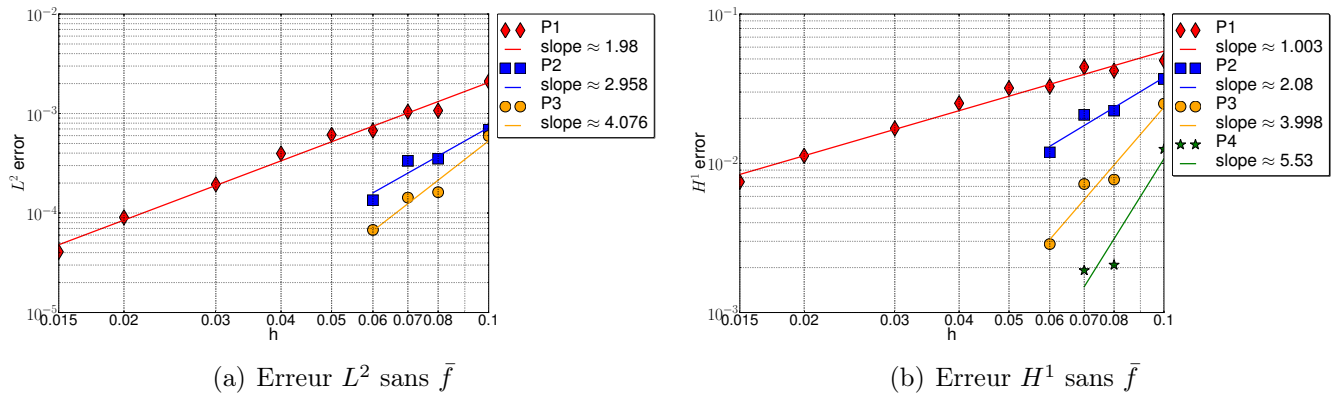 10⁻²
10⁻³
10⁻⁴
10⁻⁵
L² error
0.015 0.02 0.03 0.04 0.05 0.06 0.07 0.08 0.1
h
P1
slope ≈ 1.98
P2
slope ≈ 2.958
P3
slope ≈ 4.076
(a) Erreur L² sans f̄
10⁻¹
10⁻²
10⁻³
H¹ error
0.015 0.02 0.03 0.04 0.05 0.06 0.07 0.08 0.1
h
P1
slope ≈ 1.003
P2
slope ≈ 2.08
P3
slope ≈ 3.998
P4
slope ≈ 5.53
(b) Erreur H¹ sans f̄